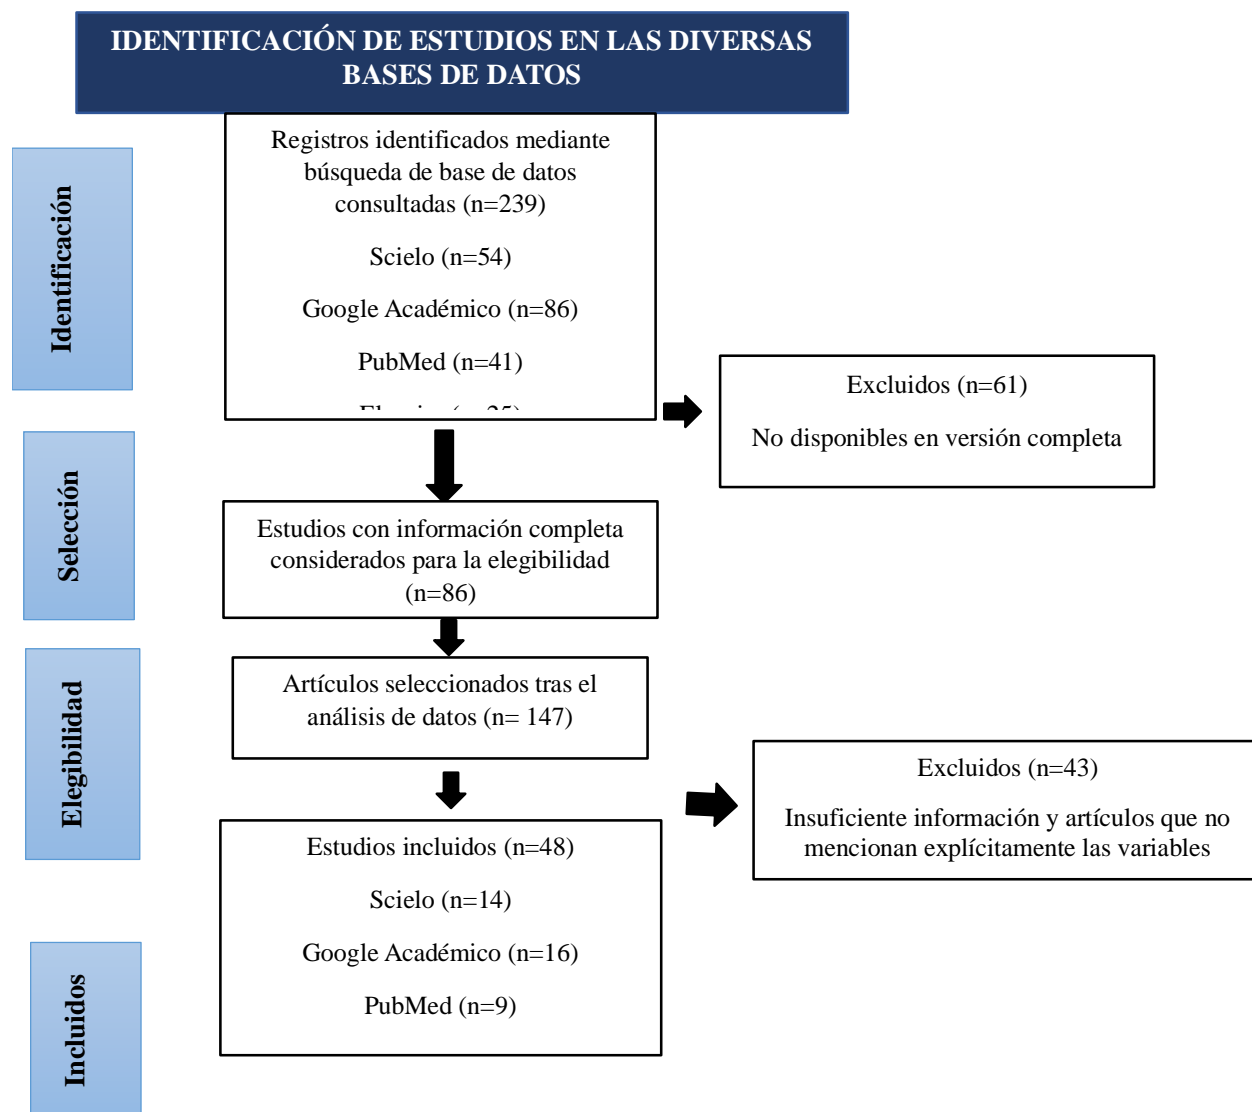 IDENTIFICACIÓN DE ESTUDIOS EN LAS DIVERSAS
BASES DE DATOS
Identificación
Registros identificados mediante
búsqueda de base de datos
consultadas (n=239)
Scielo (n=54)
Google Académico (n=86)
PubMed (n=41)
Excluidos (n=61)
No disponibles en versión completa
Selección
Estudios con información completa
considerados para la elegibilidad
(n=86)
Elegibilidad
Artículos seleccionados tras el
análisis de datos (n= 147)
Excluidos (n=43)
Insuficiente información y artículos que no
mencionan explícitamente las variables
Incluidos
Estudios incluidos (n=48)
Scielo (n=14)
Google Académico (n=16)
PubMed (n=9)